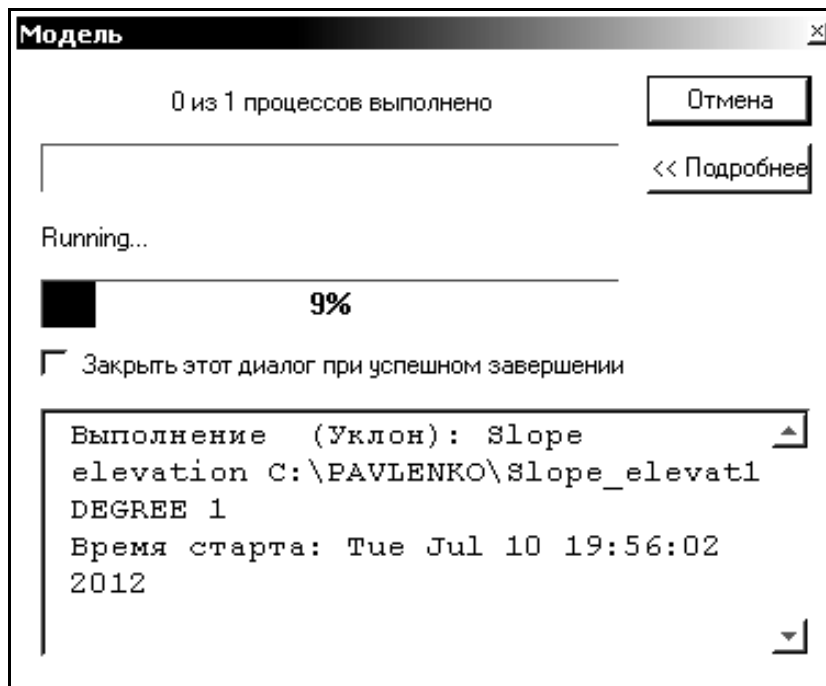 Модель
0 из 1 процессов выполнено
Отмена
<< Подробнее
Running...
9%
Закрыть этот диалог при успешном завершении
Выполнение (Уклон): Slope
elevation C:\PAVLENKO\Slope_elevat1
DEGREE 1
Время старта: Tue Jul 10 19:56:02
2012